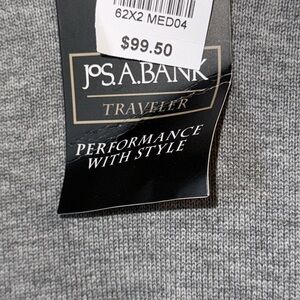 62X2 MED04
$99.50
JOS.A.BANK
TRAVELER
PERFORMANCE
WITH STYLE